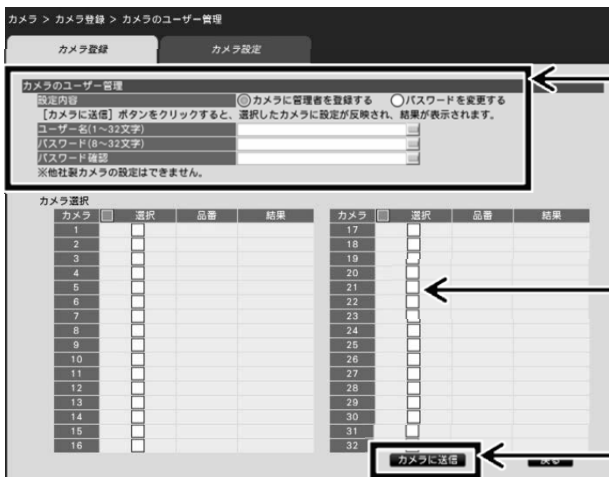 カメラ > カメラ登録 > カメラのユーザー管理
カメラ登録 カメラ設定
カメラのユーザー管理
設定内容 カメラに管理者を登録する パスワードを変更する
[カメラに送信] ボタンをクリックすると、選択したカメラに設定が反映され、結果が表示されます。
ユーザー名(1~32文字)
パスワード(8~32文字)
パスワード確認
※他社製カメラの設定はできません。
カメラ選択
カメラ 選択 品番 結果 カメラ 選択 品番 結果
1 17
2 18
3 19
4 20
5 21
6 22
7 23
8 24
9 25
10 26
11 27
12 28
13 29
14 30
15 31
16 32
カメラに送信